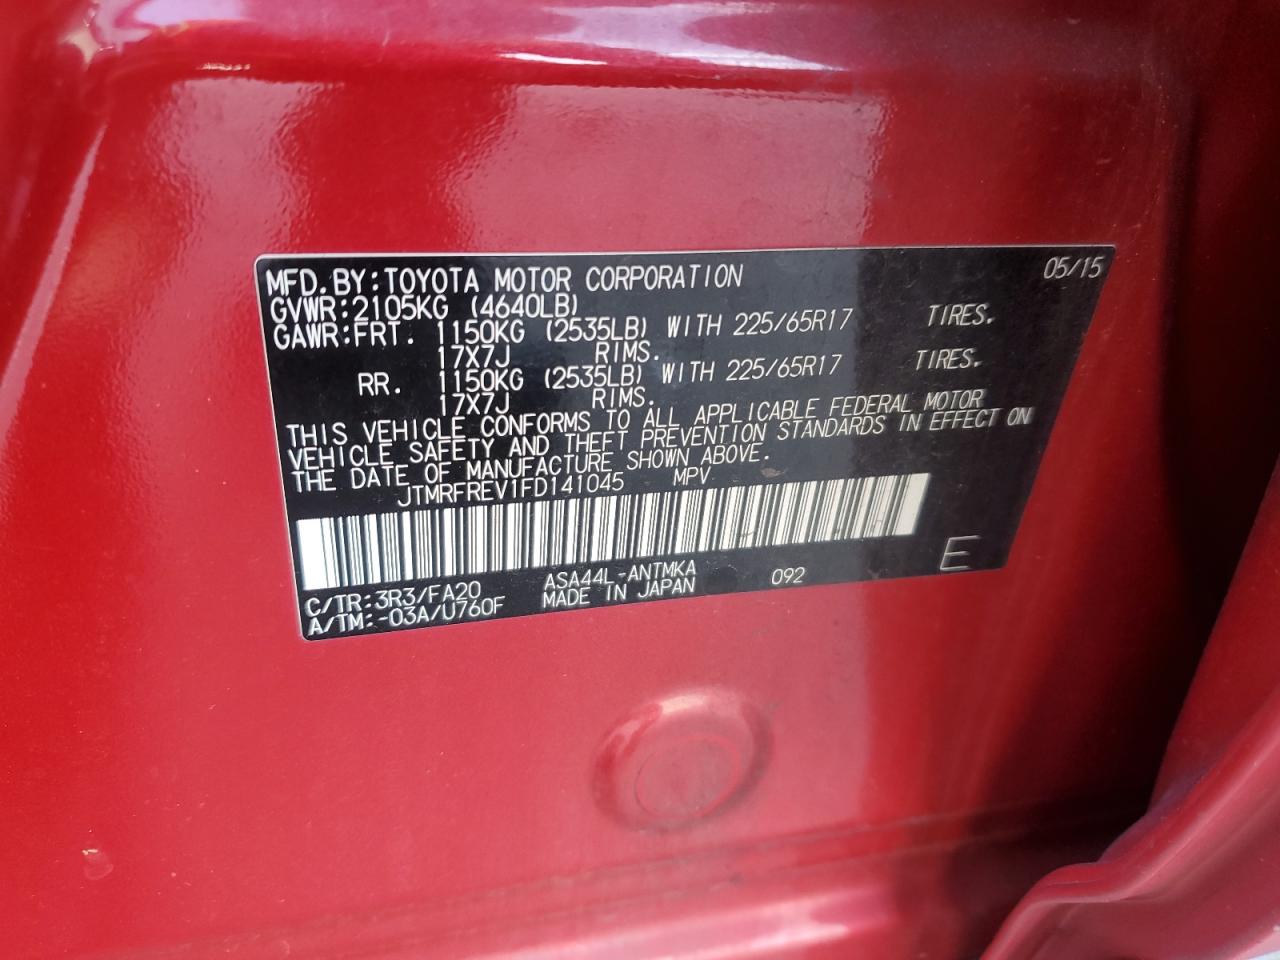 MFD.BY:TOYOTA MOTOR CORPORATION 05/15
GVWR:2105KG (4640LB)
GAWR:FRT. 1150KG (2535LB) WITH 225/65R17 TIRES.
17X7J RIMS.
RR. 1150KG (2535LB) WITH 225/65R17 TIRES.
17X7J RIMS.
THIS VEHICLE CONFORMS TO ALL APPLICABLE FEDERAL MOTOR
VEHICLE SAFETY AND THEFT PREVENTION STANDARDS IN EFFECT ON
THE DATE OF MANUFACTURE SHOWN ABOVE.
JTMRFREV1FD141045 MPV
C/TR:3R3/FA20 ASA44L-ANTMKA 092 E
A/TM:-03A/U760F MADE IN JAPAN